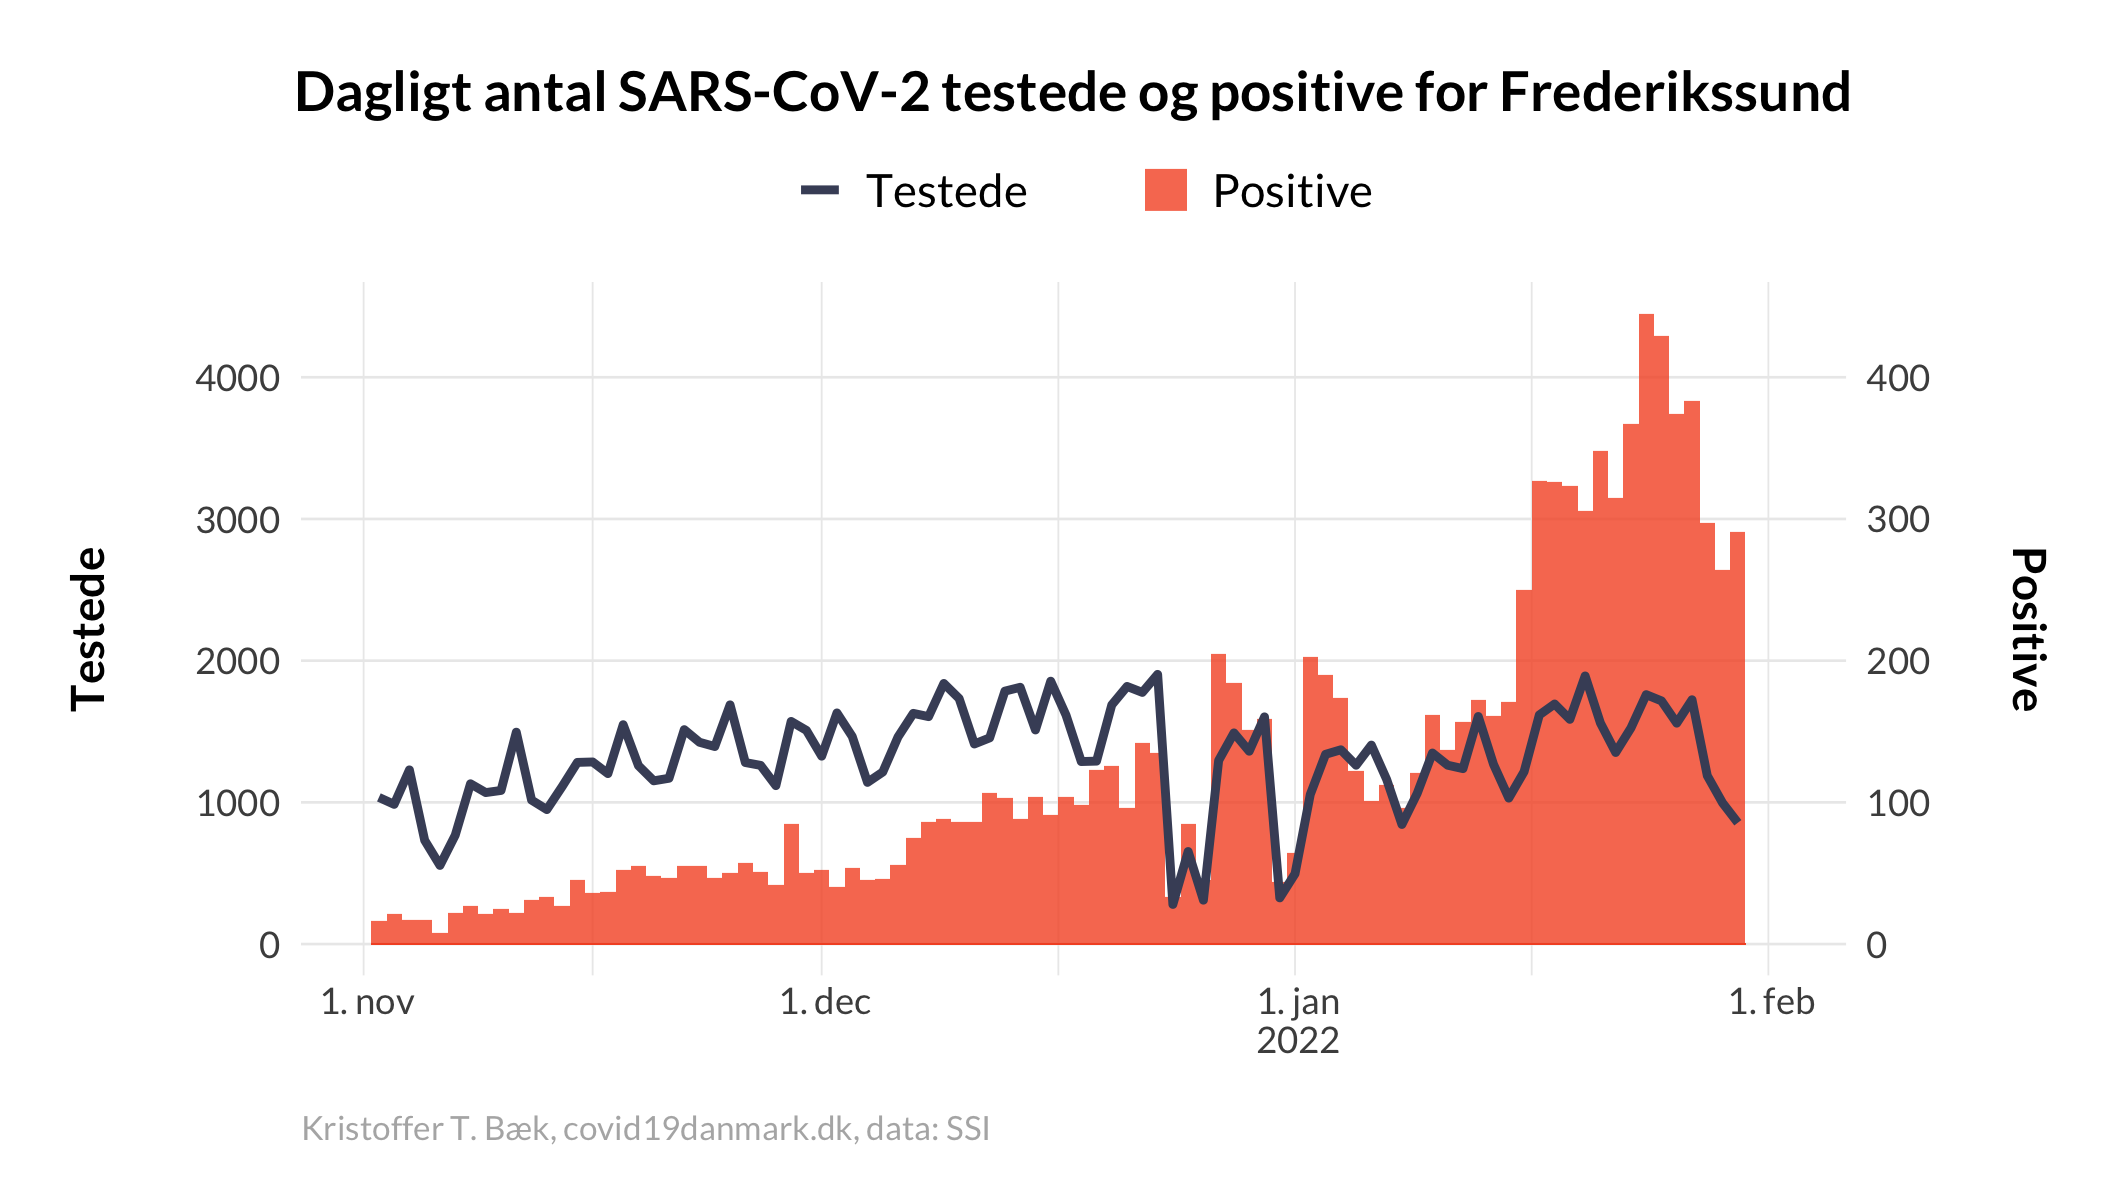 Dagligt antal SARS-CoV-2 testede og positive for Frederikssund
Testede
Positive
4000
3000
2000
1000
0
400
300
200
100
0
Testede
Positive
1. nov
1. dec
1. jan
2022
1. feb
Kristoffer T. Bæk, covid19danmark.dk, data: SSI